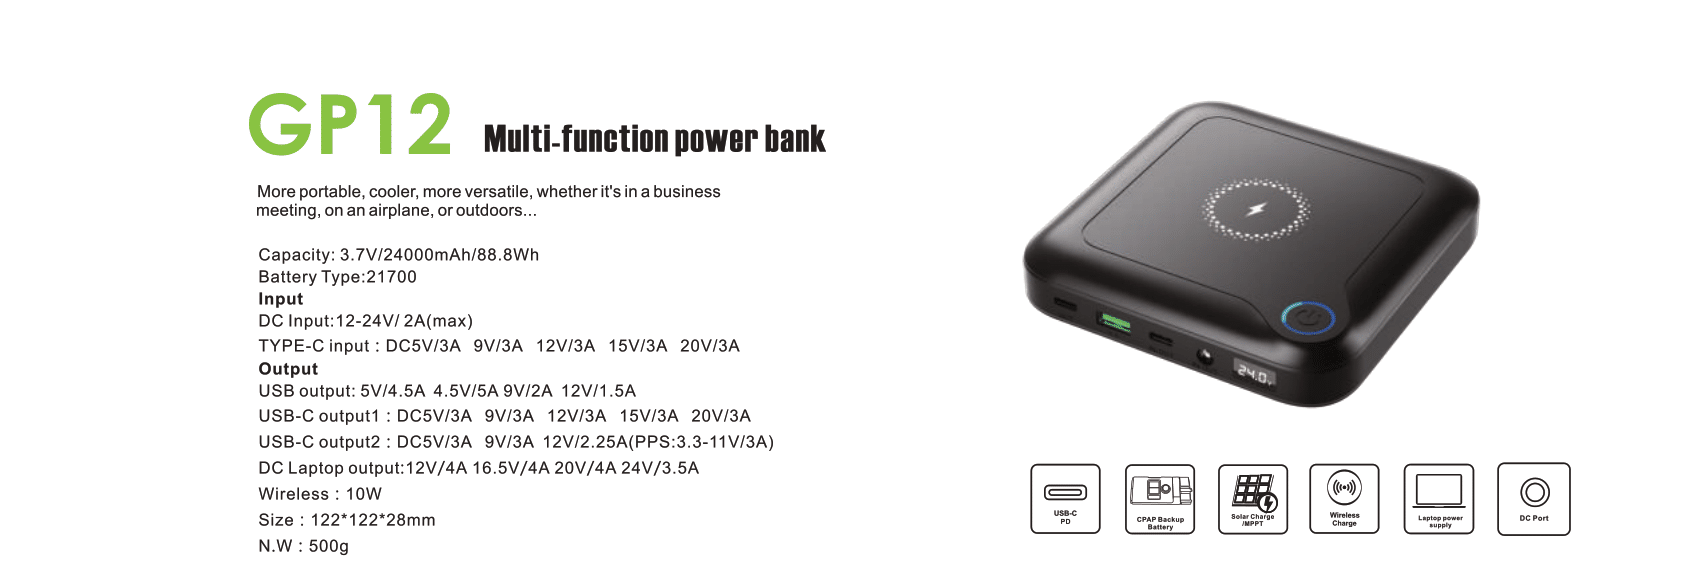 GP12 Multi-function power bank
More portable, cooler, more versatile, whether it's in a business
meeting, on an airplane, or outdoors...
Capacity: 3.7V/24000mAh/88.8Wh
Battery Type:21700
Input
DC Input:12-24V/ 2A(max)
TYPE-C input : DC5V/3A 9V/3A 12V/3A 15V/3A 20V/3A
Output
USB output: 5V/4.5A 4.5V/5A 9V/2A 12V/1.5A
USB-C output1 : DC5V/3A 9V/3A 12V/3A 15V/3A 20V/3A
USB-C output2 : DC5V/3A 9V/3A 12V/2.25A(PPS:3.3-11V/3A)
DC Laptop output:12V/4A 16.5V/4A 20V/4A 24V/3.5A
Wireless : 10W
Size : 122*122*28mm
N.W : 500g
24.0v
USB-C
PD
CPAP Backup
Battery
Solar Charge
/MPPT
Wireless
Charge
Laptop power
supply
DC Port